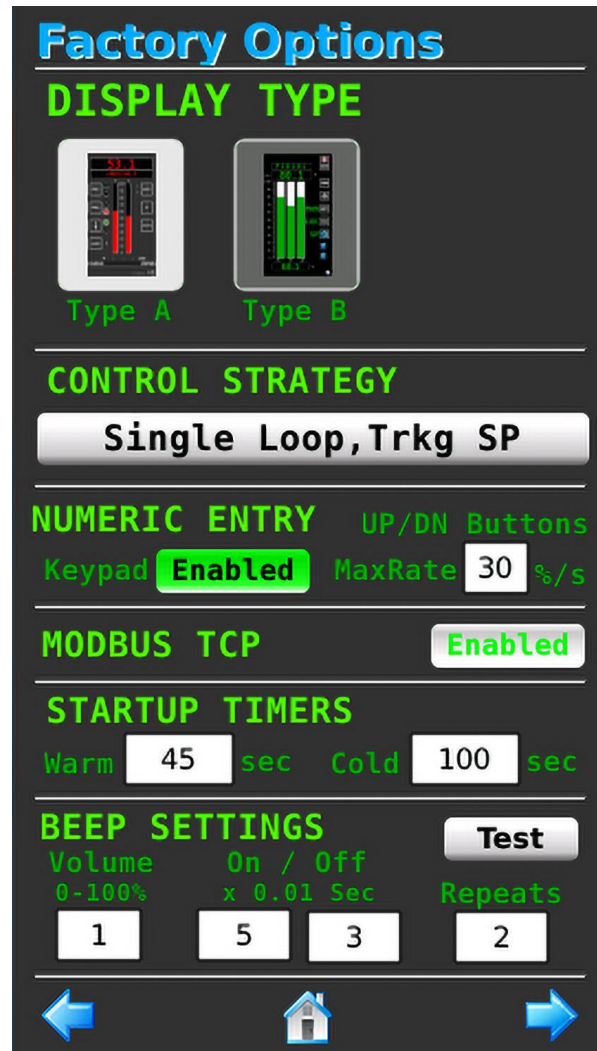 Factory Options
DISPLAY TYPE
53.1
Type A Type B
CONTROL STRATEGY
Single Loop,Trkg SP
NUMERIC ENTRY UP/DN Buttons
Keypad Enabled MaxRate 30 %/s
MODBUS TCP Enabled
STARTUP TIMERS
Warm 45 sec Cold 100 sec
BEEP SETTINGS Test
Volume On / Off
0-100% x 0.01 Sec Repeats
1 5 3 2